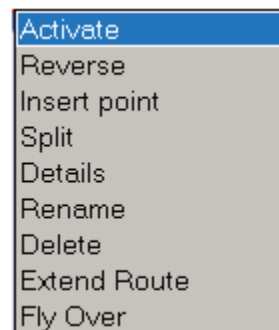 Activate
Reverse
Insert point
Split
Details
Rename
Delete
Extend Route
Fly Over